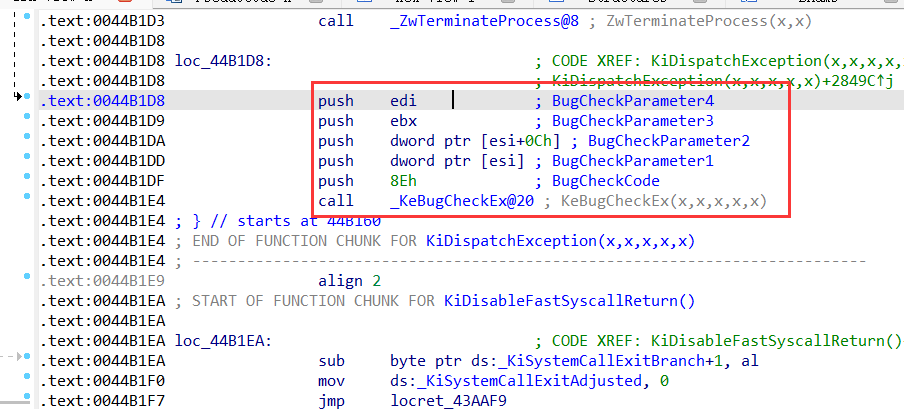 .text:0044B1D3 call _ZwTerminateProcess@8 ; ZwTerminateProcess(x,x)
.text:0044B1D8
.text:0044B1D8 loc_44B1D8: ; CODE XREF: KiDispatchException(x,x,x,x,
.text:0044B1D8 ; KiDispatchException(x,x,x,x,x)+2849C↑j
.text:0044B1D8 push edi ; BugCheckParameter4
.text:0044B1D9 push ebx ; BugCheckParameter3
.text:0044B1DA push dword ptr [esi+0Ch] ; BugCheckParameter2
.text:0044B1DD push dword ptr [esi] ; BugCheckParameter1
.text:0044B1DF push 8Eh ; BugCheckCode
.text:0044B1E4 call _KeBugCheckEx@20 ; KeBugCheckEx(x,x,x,x,x)
.text:0044B1E4 ; } // starts at 44B160
.text:0044B1E4 ; END OF FUNCTION CHUNK FOR KiDispatchException(x,x,x,x,x)
.text:0044B1E4 ; ---------------------------------------------------------------------------
.text:0044B1E9 align 2
.text:0044B1EA ; START OF FUNCTION CHUNK FOR KiDisableFastSyscallReturn()
.text:0044B1EA
.text:0044B1EA loc_44B1EA: ; CODE XREF: KiDisableFastSyscallReturn()
.text:0044B1EA sub byte ptr ds:_KiSystemCallExitBranch+1, al
.text:0044B1F0 mov ds:_KiSystemCallExitAdjusted, 0
.text:0044B1F7 jmp locret_43AAF9